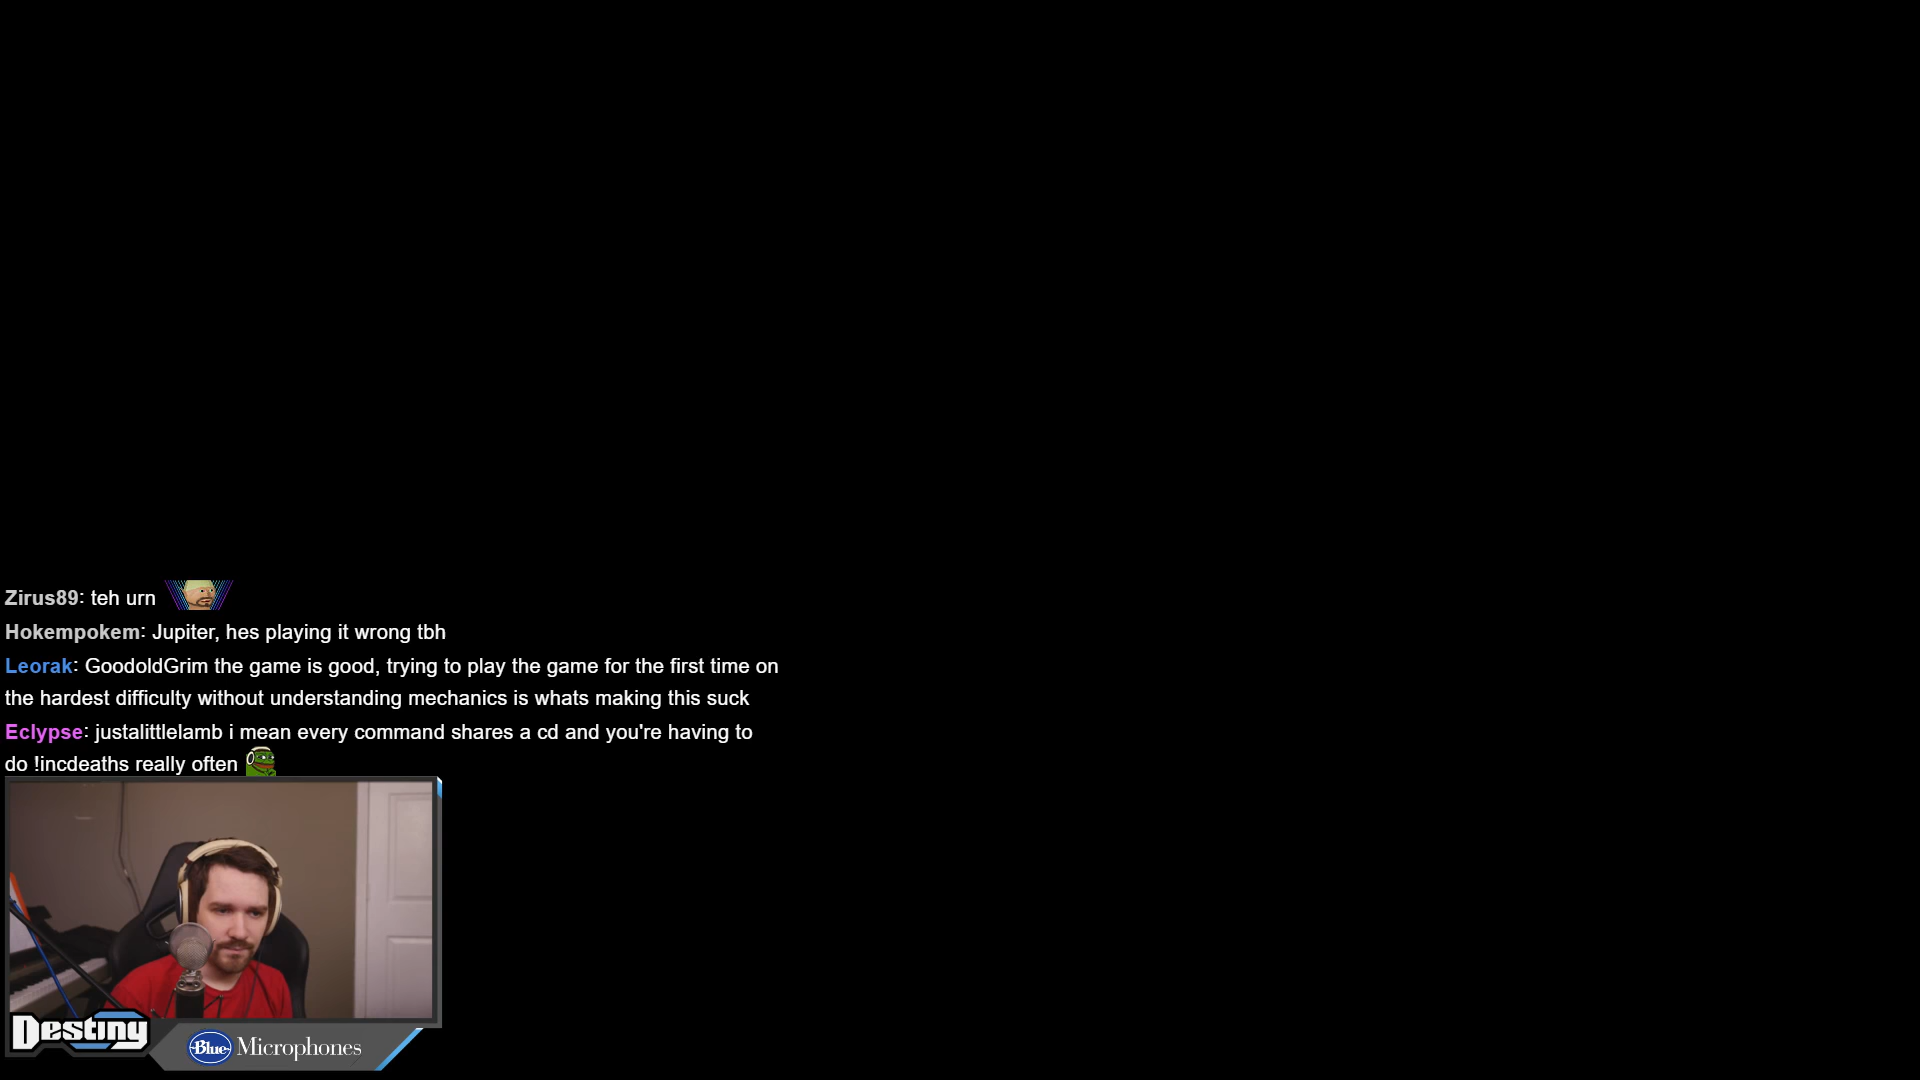 Zirus89: teh urn
Hokempokem: Jupiter, hes playing it wrong tbh
Leorak: GoodoldGrim the game is good, trying to play the game for the first time on
the hardest difficulty without understanding mechanics is whats making this suck
Eclypse: justalittlelamb i mean every command shares a cd and you're having to
do !incdeaths really often
Destiny
Blue Microphones